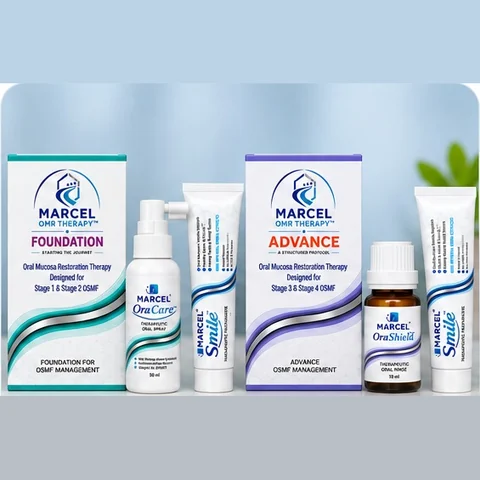 MARCEL
OMR THERAPY™
FOUNDATION
STARTING THE JOURNEY
Oral Mucosa Restoration Therapy
Designed for
Stage 1 & Stage 2 OSMF
FOUNDATION FOR
OSMF MANAGEMENT
MARCEL
OraCare™
THERAPEUTIC
ORAL SPRAY
30 ml
MARCEL
Smile
MARCEL
OMR THERAPY™
ADVANCE
A STRUCTURED PROTOCOL
Oral Mucosa Restoration Therapy
Designed for
Stage 3 & Stage 4 OSMF
ADVANCE
OSMF MANAGEMENT
MARCEL
OraShield
THERAPEUTIC
ORAL RINSE
15 ml
MARCEL
Smile